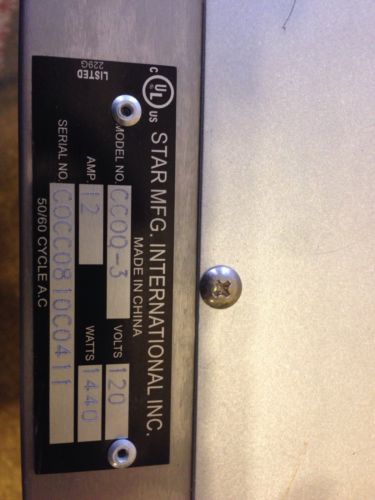 LISTED
229G
C UL US
STAR MFG. INTERNATIONAL INC.
MADE IN CHINA
MODEL NO. CCOQ-3 VOLTS 120
AMP. 12 WATTS 1440
SERIAL NO. COCC0810C0411
50/60 CYCLE A.C